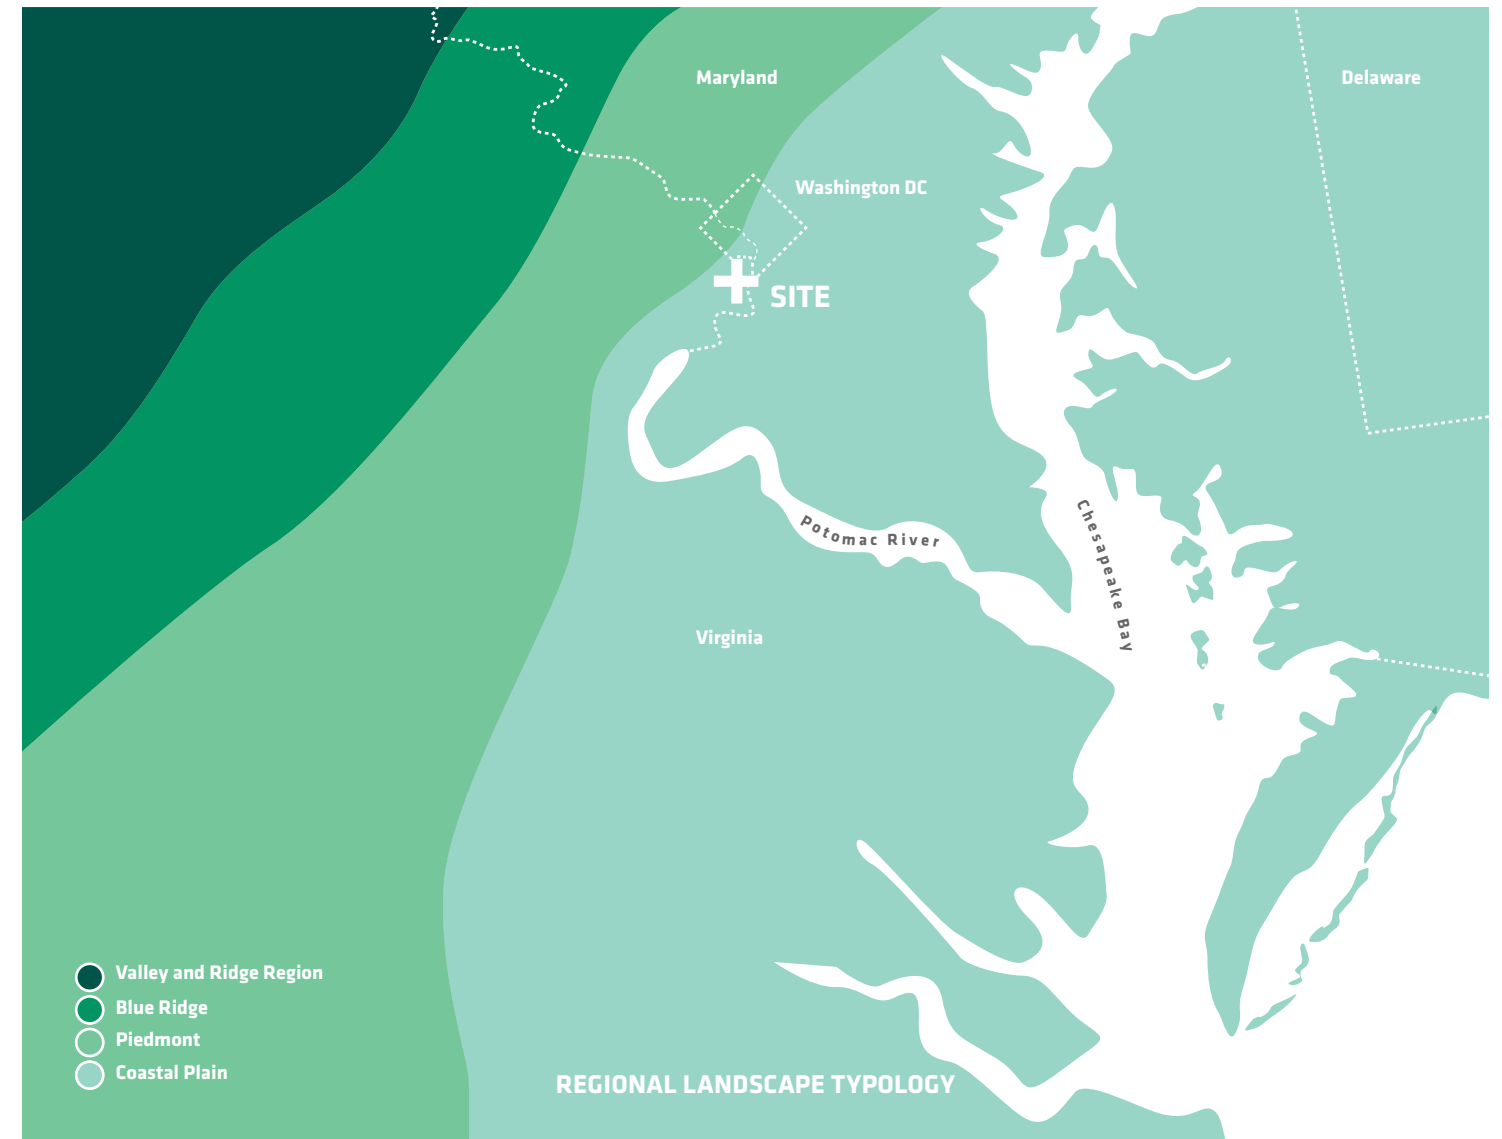 Maryland
Delaware
Washington DC
SITE
Chesapeake Bay
Potomac River
Virginia
Valley and Ridge Region
Blue Ridge
Piedmont
Coastal Plain
REGIONAL LANDSCAPE TYPOLOGY